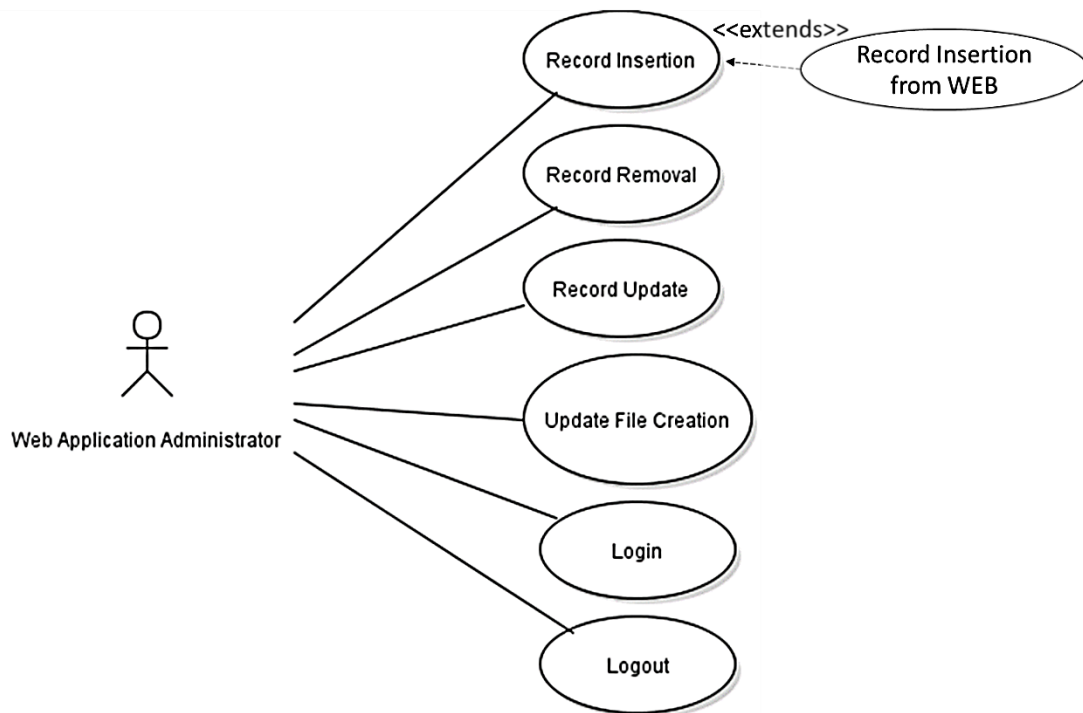 <<extends>>
Record Insertion
Record Insertion
from WEB
Record Removal
Record Update
Web Application Administrator
Update File Creation
Login
Logout